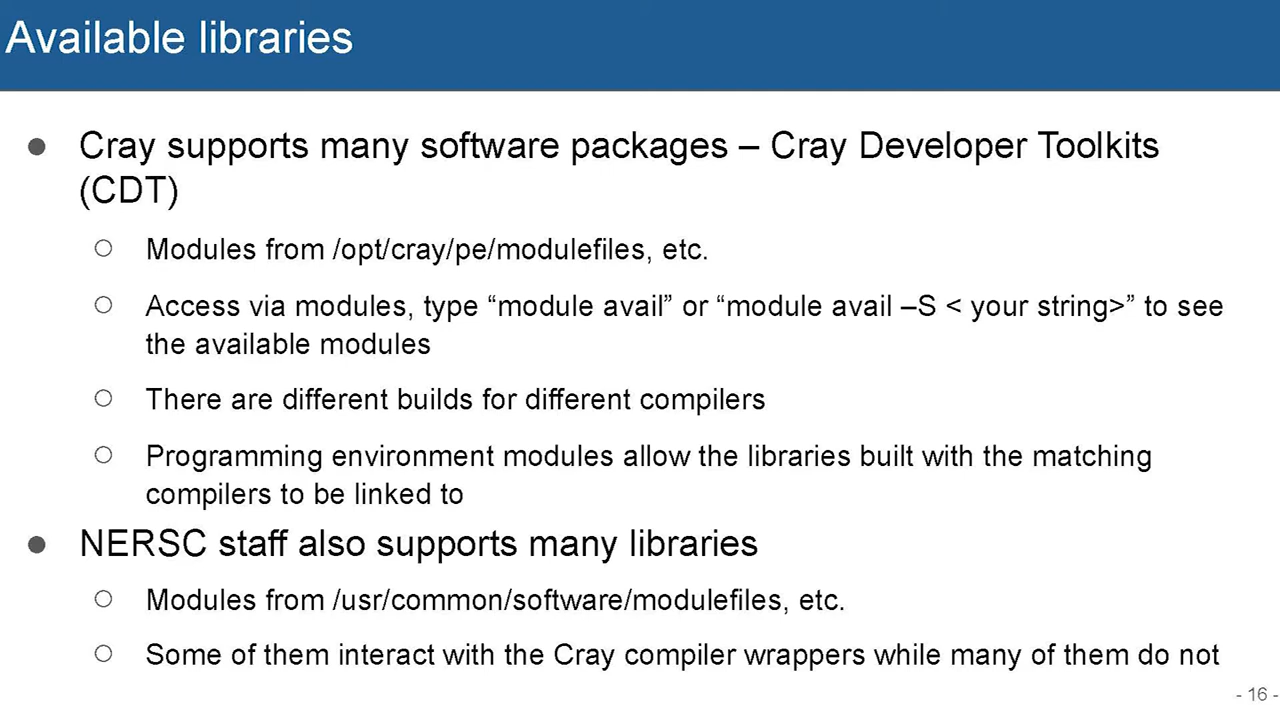 Available libraries
● Cray supports many software packages – Cray Developer Toolkits
(CDT)
○ Modules from /opt/cray/pe/modulefiles, etc.
○ Access via modules, type “module avail” or “module avail –S < your string>” to see
the available modules
○ There are different builds for different compilers
○ Programming environment modules allow the libraries built with the matching
compilers to be linked to
● NERSC staff also supports many libraries
○ Modules from /usr/common/software/modulefiles, etc.
○ Some of them interact with the Cray compiler wrappers while many of them do not
- 16 -